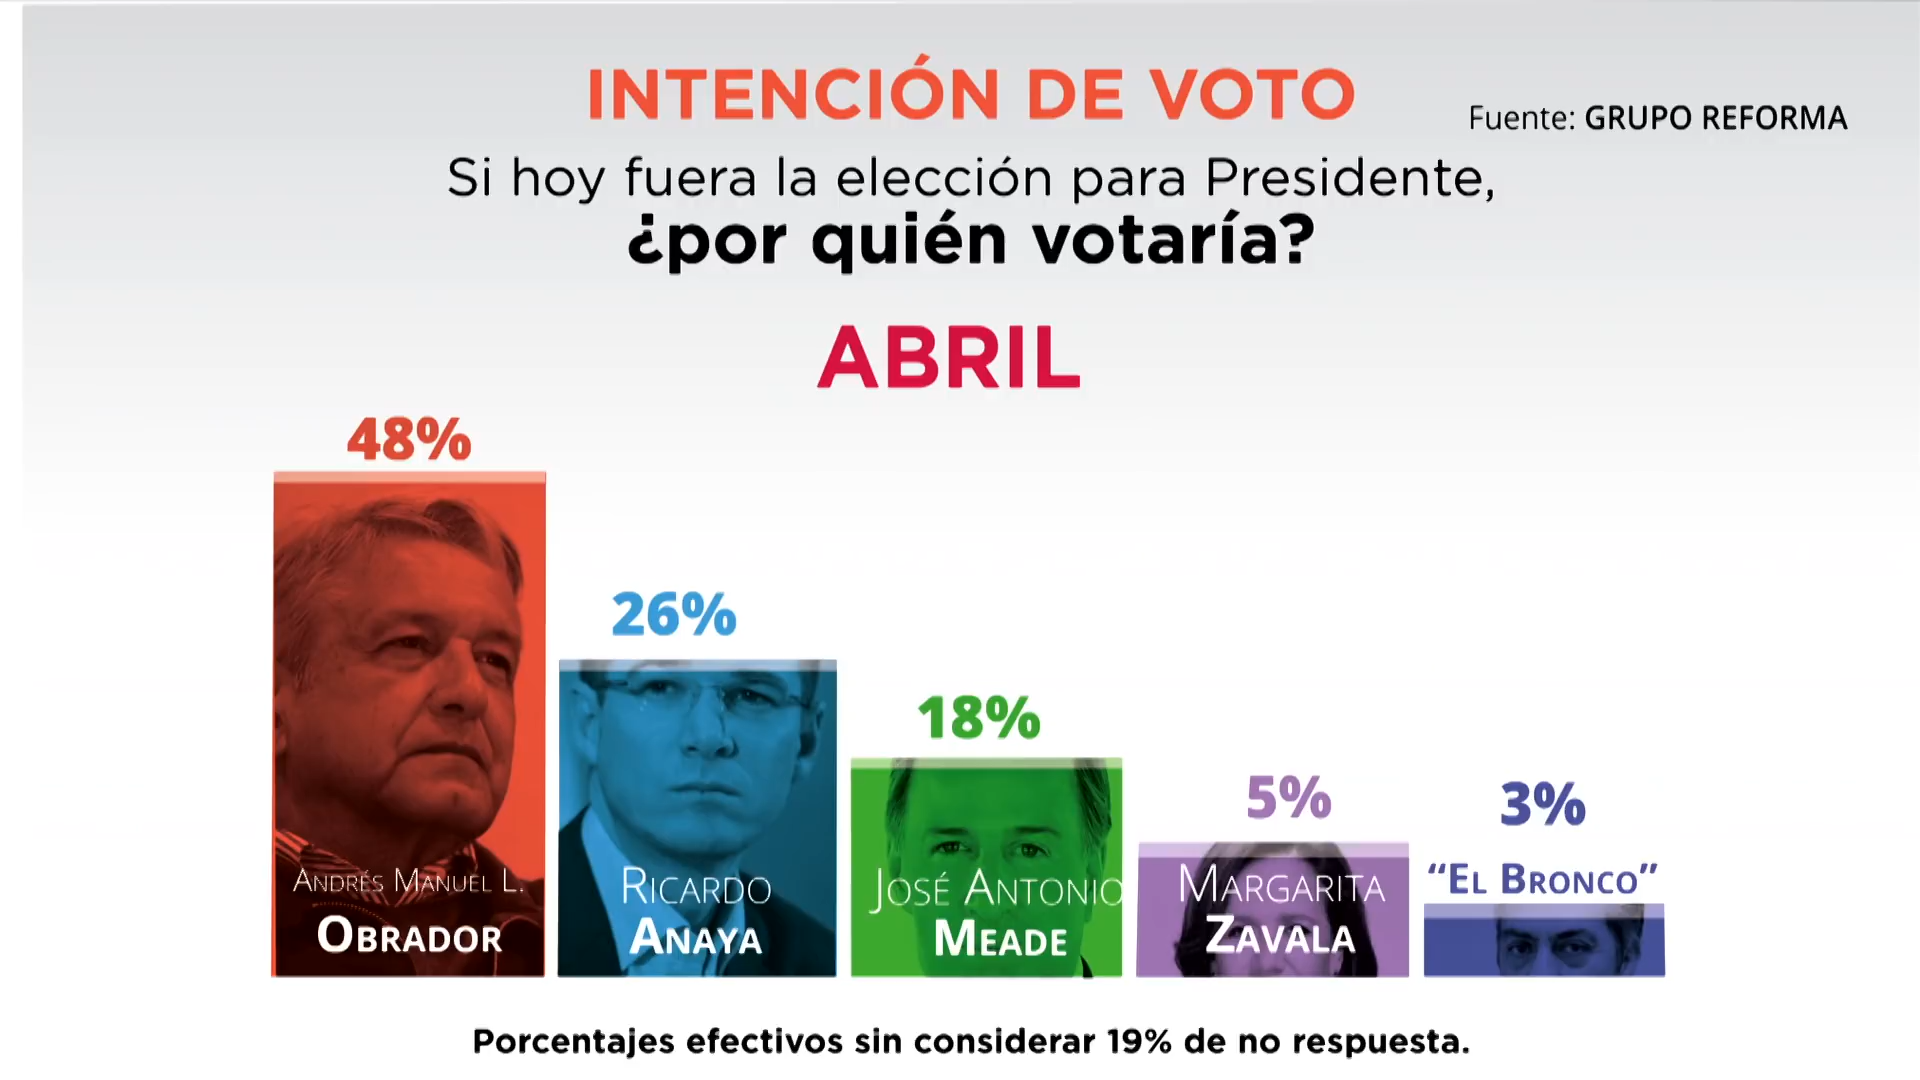 INTENCIÓN DE VOTO
Fuente: GRUPO REFORMA
Si hoy fuera la elección para Presidente,
¿por quién votaría?
ABRIL
48%
26%
18%
5%
3%
ANDRÉS MANUEL L.
OBRADOR
RICARDO
ANAYA
JOSÉ ANTONIO
MEADE
MARGARITA
ZAVALA
“EL BRONCO”
Porcentajes efectivos sin considerar 19% de no respuesta.